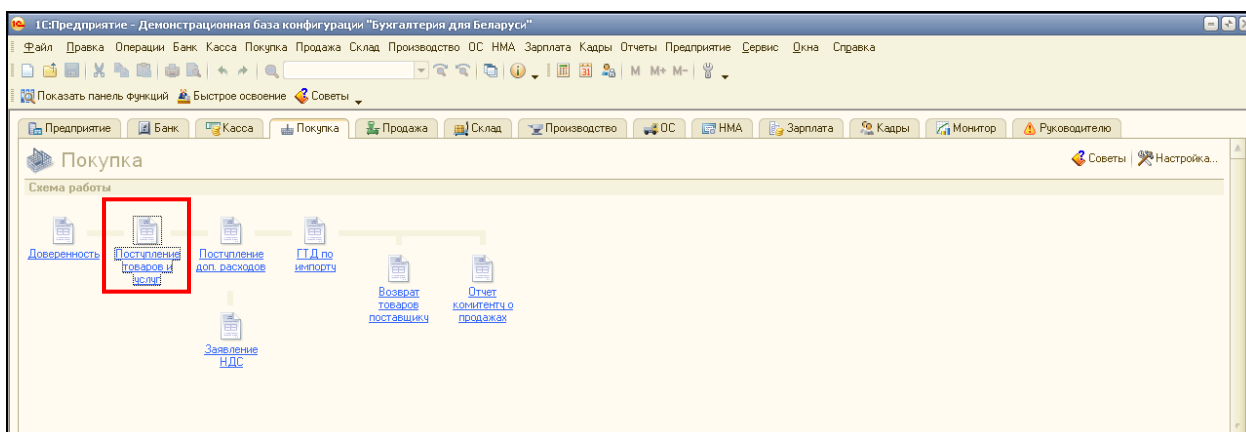 1С:Предприятие - Демонстрационная база конфигурации "Бухгалтерия для Беларуси"
Файл Правка Операции Банк Касса Покупка Продажа Склад Производство ОС НМА Зарплата Кадры Отчеты Предприятие Сервис Окна Справка
M M+ M-
Показать панель функций Быстрое освоение Советы
Предприятие Банк Касса Покупка Продажа Склад Производство ОС НМА Зарплата Кадры Монитор Руководителю
Покупка Советы Настройка...
Схема работы
Доверенность
Поступление
товаров и
услуг
Поступление
доп. расходов
ГТД по
импорту
Возврат
товаров
поставщику
Отчет
комитенту о
продажах
Заявление
НДС